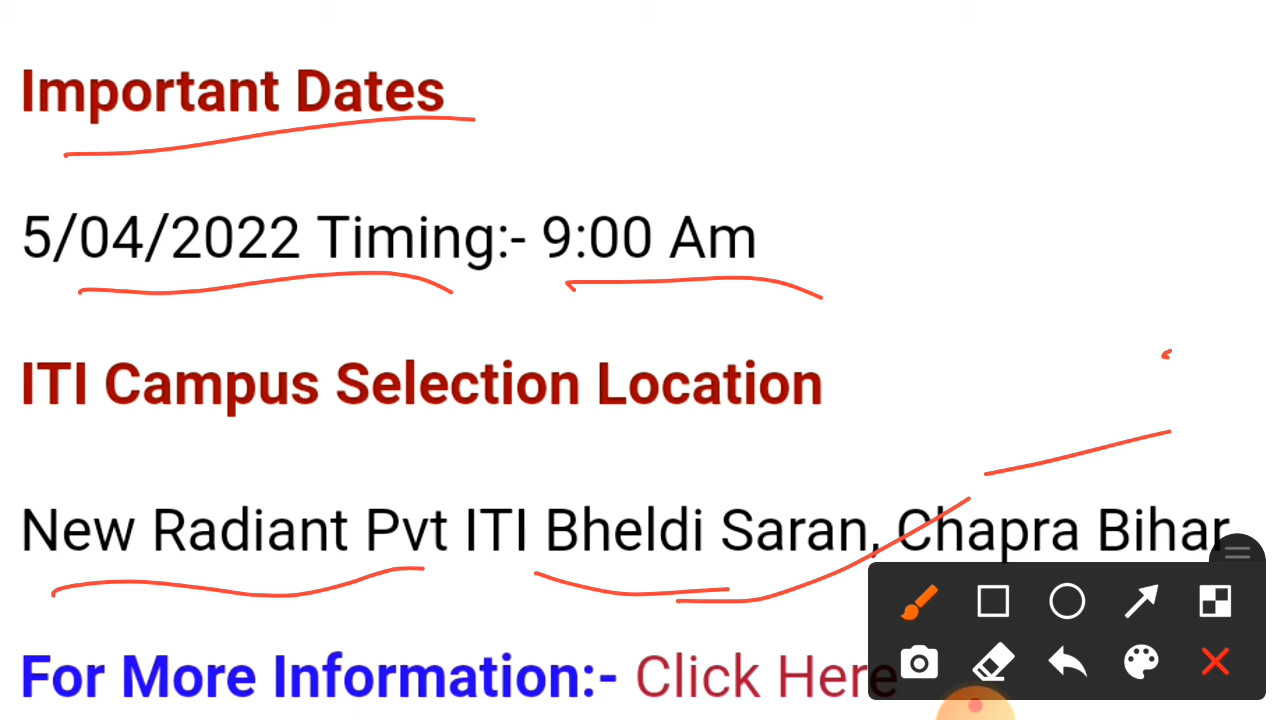 Important Dates
5/04/2022 Timing:- 9:00 Am
ITI Campus Selection Location
New Radiant Pvt ITI Bheldi Saran, Chapra Bihar
For More Information:- Click Here